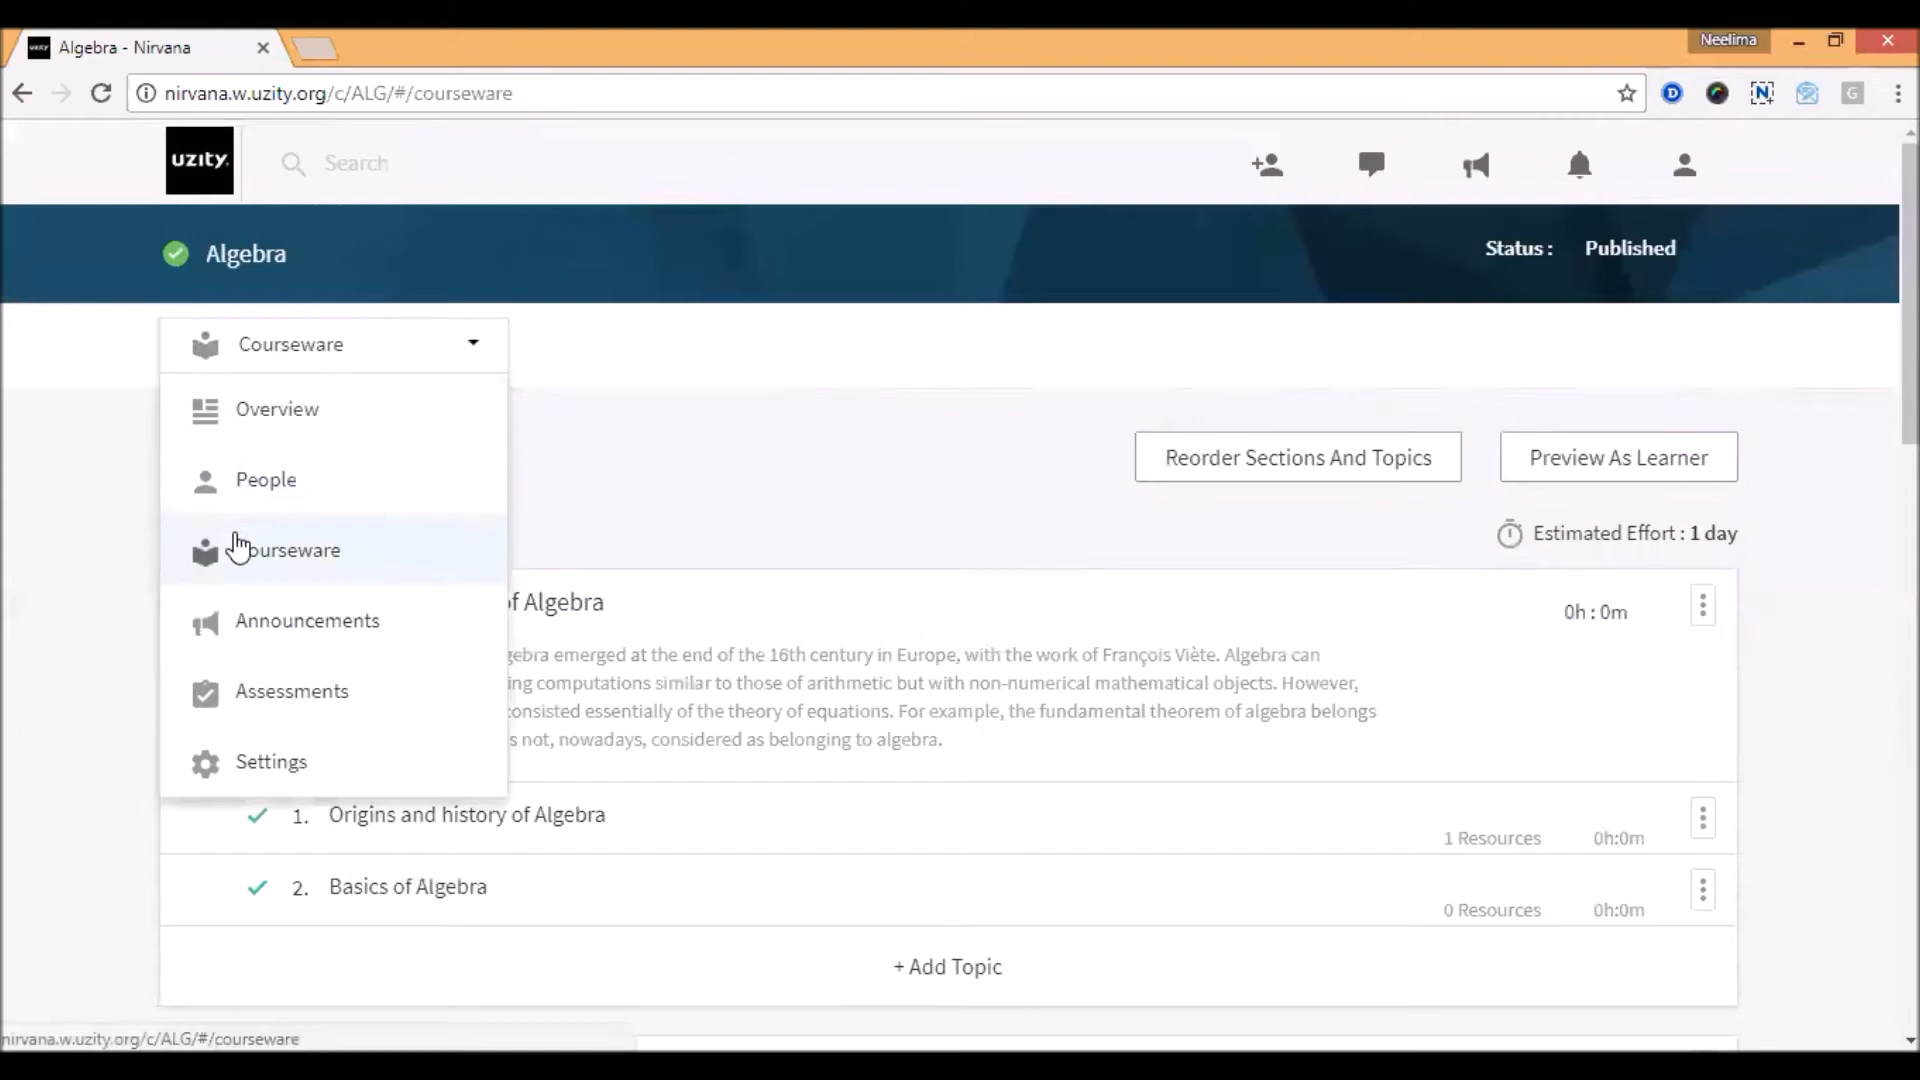 Algebra - Nirvana
Neelima
nirvana.w.uzity.org/c/ALG/#/courseware
uzity.
Search
Algebra
Status : Published
Courseware
Overview
People
ourseware
Announcements
Assessments
Settings
Reorder Sections And Topics
Preview As Learner
Estimated Effort : 1 day
of Algebra
0h : 0m
gebra emerged at the end of the 16th century in Europe, with the work of François Viète. Algebra can
ing computations similar to those of arithmetic but with non-numerical mathematical objects. However,
consisted essentially of the theory of equations. For example, the fundamental theorem of algebra belongs
s not, nowadays, considered as belonging to algebra.
1. Origins and history of Algebra
1 Resources 0h:0m
2. Basics of Algebra
0 Resources 0h:0m
+ Add Topic
nirvana.w.uzity.org/c/ALG/#/courseware